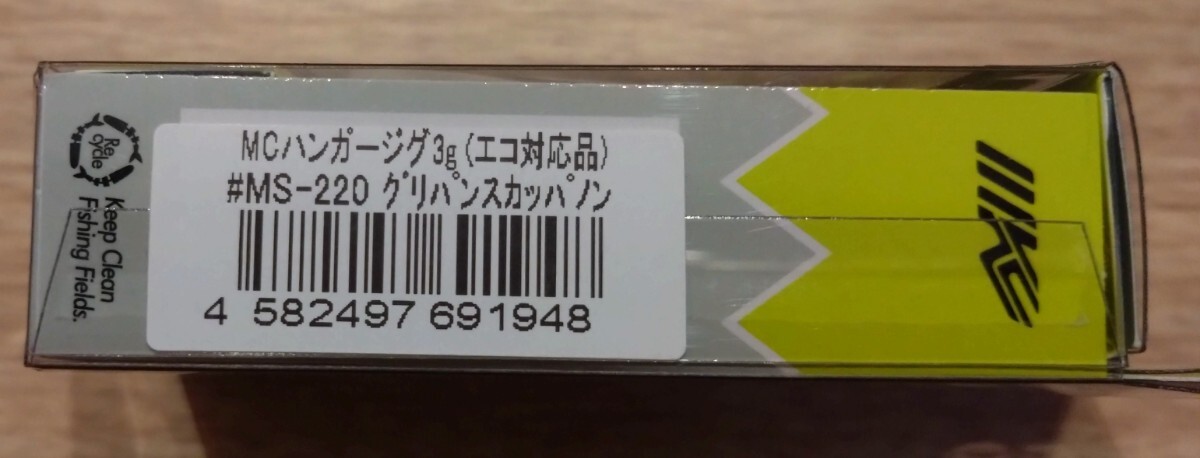 MCハンガージグ3g(エコ対応品)
#MS-220 グリパンスカッパノン
4 582497 691948
Re
cycle
Keep Clean
Fishing Fields.